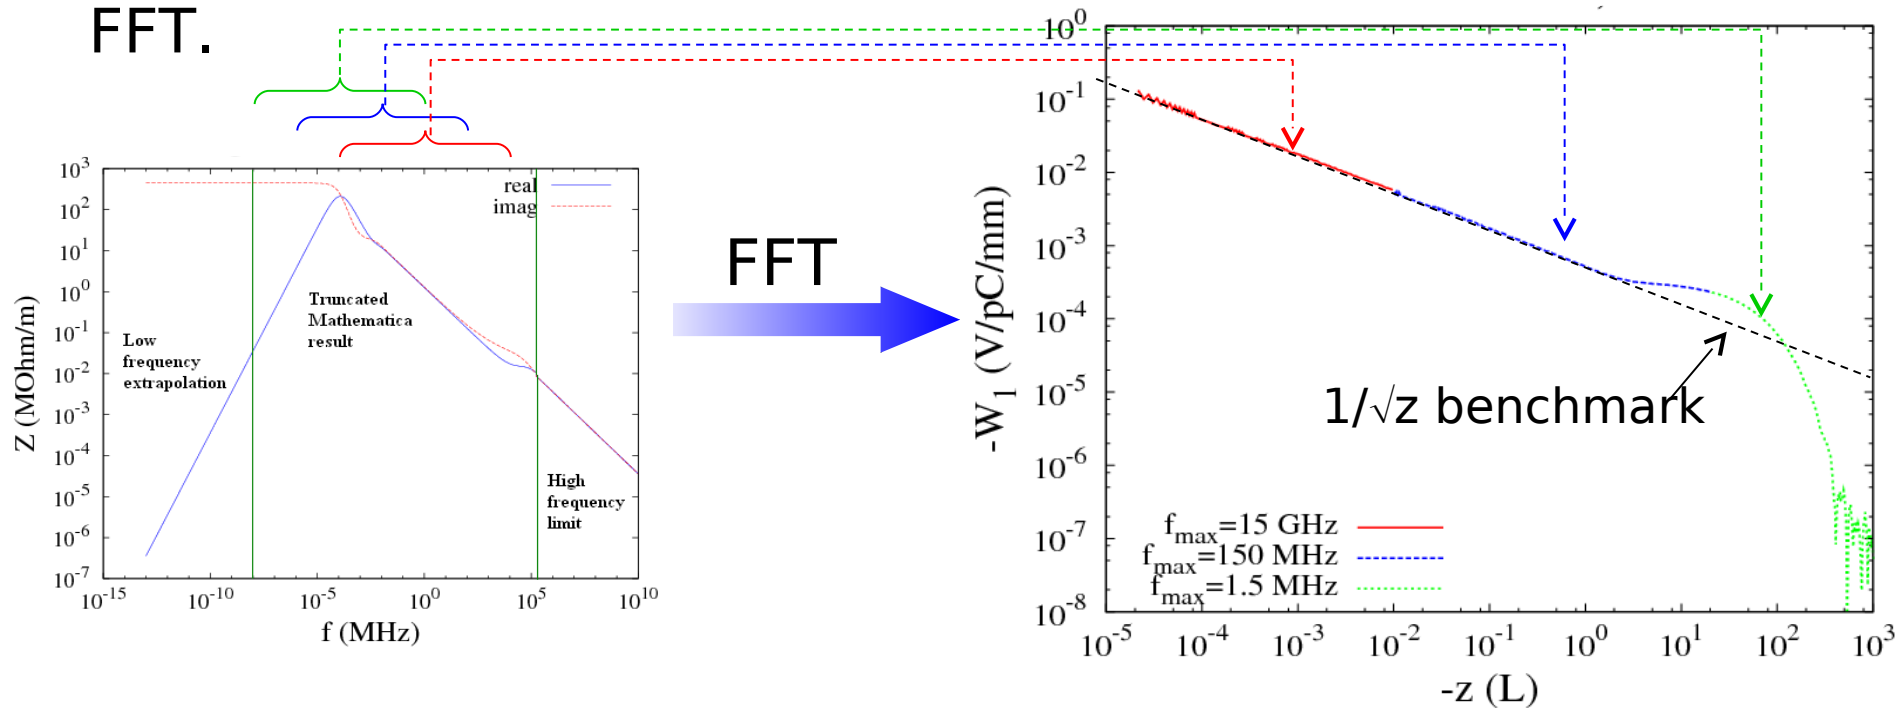 FFT.
10^3
10^2
10^1
10^0
10^-1
10^-2
10^-3
10^-4
10^-5
10^-6
10^-7
Z (MOhm/m)
real
imag
Truncated
Mathematica
result
Low
frequency
extrapolation
High
frequency
limit
10^-15
10^-10
10^-5
10^0
10^5
10^10
f (MHz)
FFT
10^0
10^-1
10^-2
10^-3
10^-4
10^-5
10^-6
10^-7
10^-8
-W_1 (V/pC/mm)
1/√z benchmark
f_max=15 GHz
f_max=150 MHz
f_max=1.5 MHz
10^-5
10^-4
10^-3
10^-2
10^-1
10^0
10^1
10^2
10^3
-z (L)